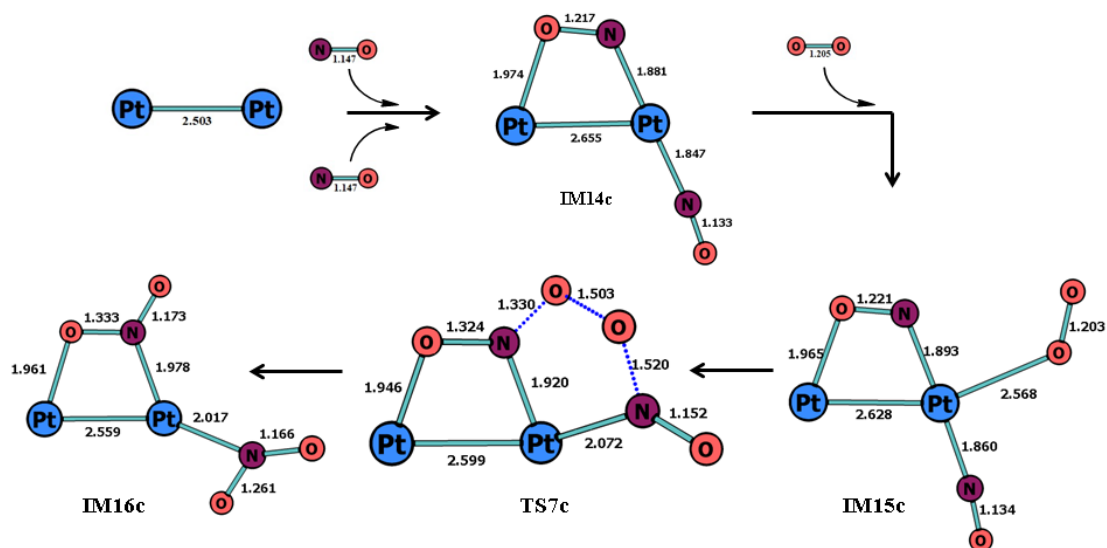 Pt Pt
2.503
N O
1.147
N O
1.147
O 1.217 N
1.974
1.881
Pt Pt
2.655
1.847
N
1.133
O
IM14c
O O
1.205
O
1.203
O
2.568
O 1.221 N
1.965
1.893
Pt Pt
2.628
1.860
N
1.134
O
IM15c
O
1.503
O
1.330
1.520
O 1.324 N
1.946
1.920
N
1.152
O
Pt Pt
2.599
2.072
TS7c
O
1.173
O 1.333 N
1.961
1.978
Pt Pt
2.559
2.017
N
1.166
O
1.261
O
IM16c